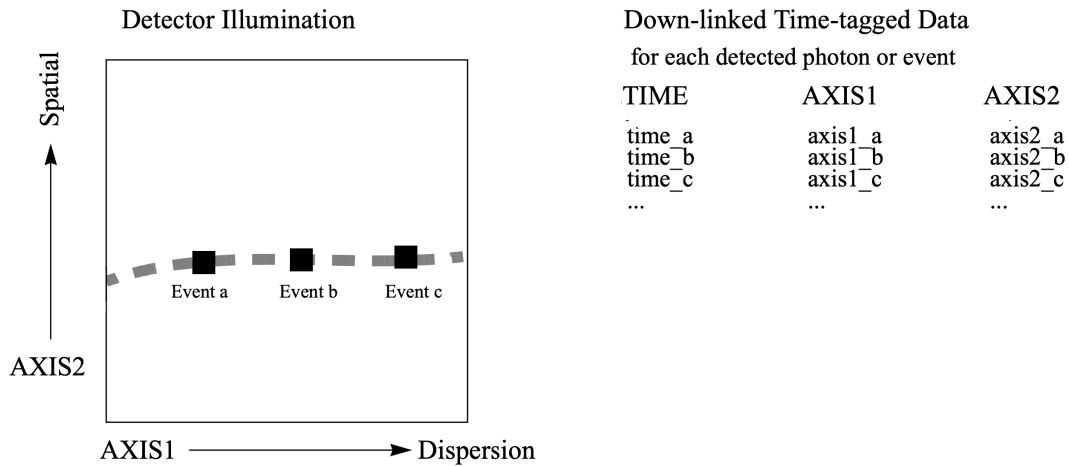 Detector Illumination
Spatial
AXIS2
Event a Event b Event c
AXIS1 Dispersion
Down-linked Time-tagged Data
for each detected photon or event
TIME AXIS1 AXIS2
time_a axis1_a axis2_a
time_b axis1_b axis2_b
time_c axis1_c axis2_c
... ... ...